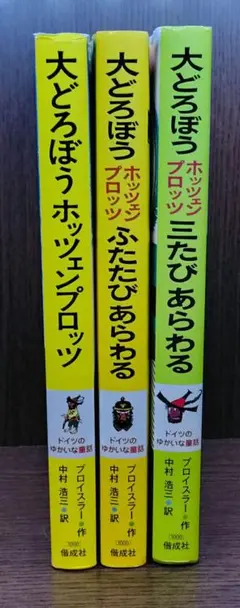 大どろぼう ホッツェンプロッツ
ドイツの
ゆかいな童話
プロイスラー・作
中村 浩三・訳
偕成社
大どろぼう
ホッツェン
プロッツ
ふたたびあらわる
ドイツの
ゆかいな童話
プロイスラー・作
中村 浩三・訳
偕成社
大どろぼう
ホッツェン
プロッツ
三たびあらわる
ドイツの
ゆかいな童話
プロイスラー・作
中村 浩三・訳
偕成社